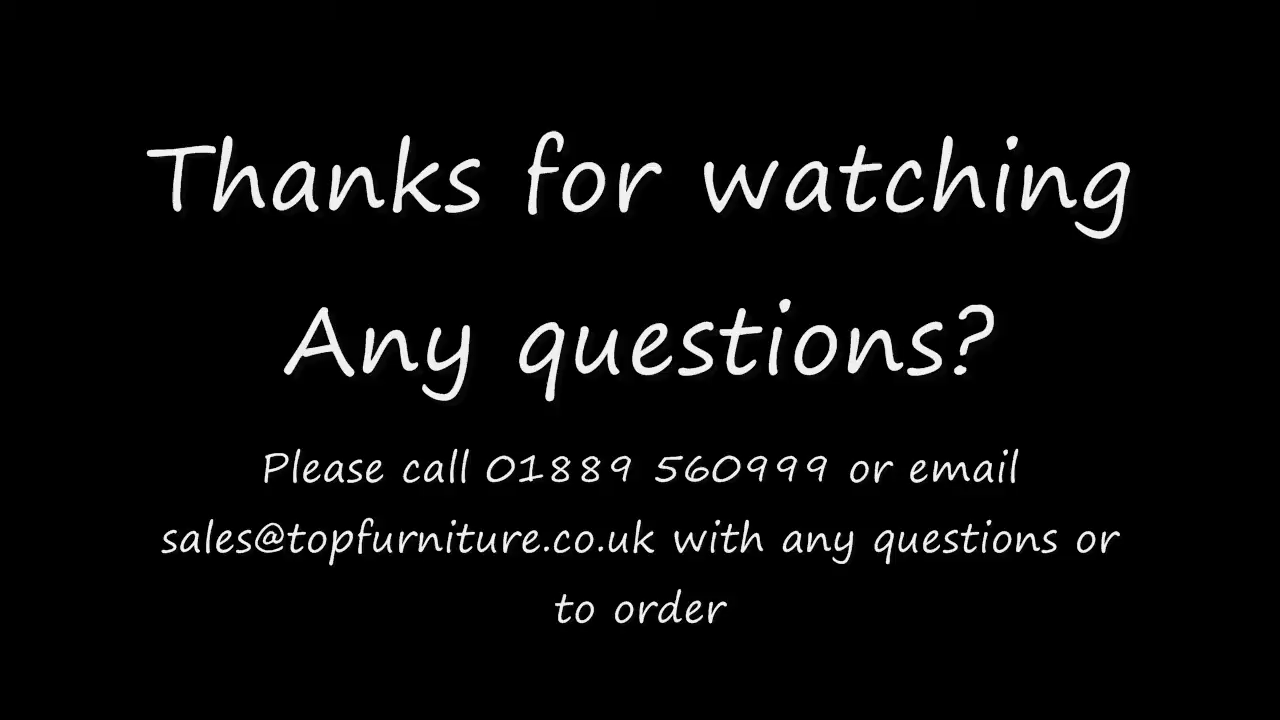 Thanks for watching
Any questions?
Please call 01889 560999 or email
sales@topfurniture.co.uk with any questions or
to order